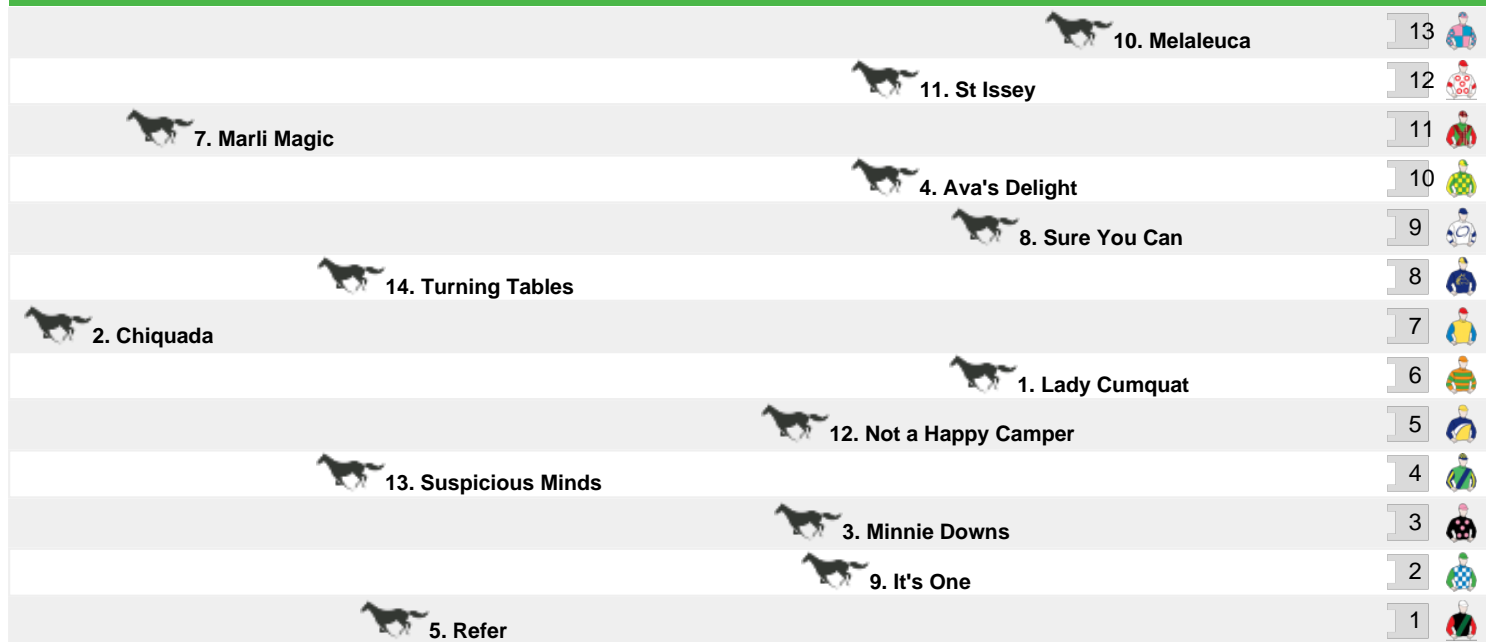 10. Melaleuca 13
11. St Issey 12
7. Marli Magic 11
4. Ava's Delight 10
8. Sure You Can 9
14. Turning Tables 8
2. Chiquada 7
1. Lady Cumquat 6
12. Not a Happy Camper 5
13. Suspicious Minds 4
3. Minnie Downs 3
9. It's One 2
5. Refer 1